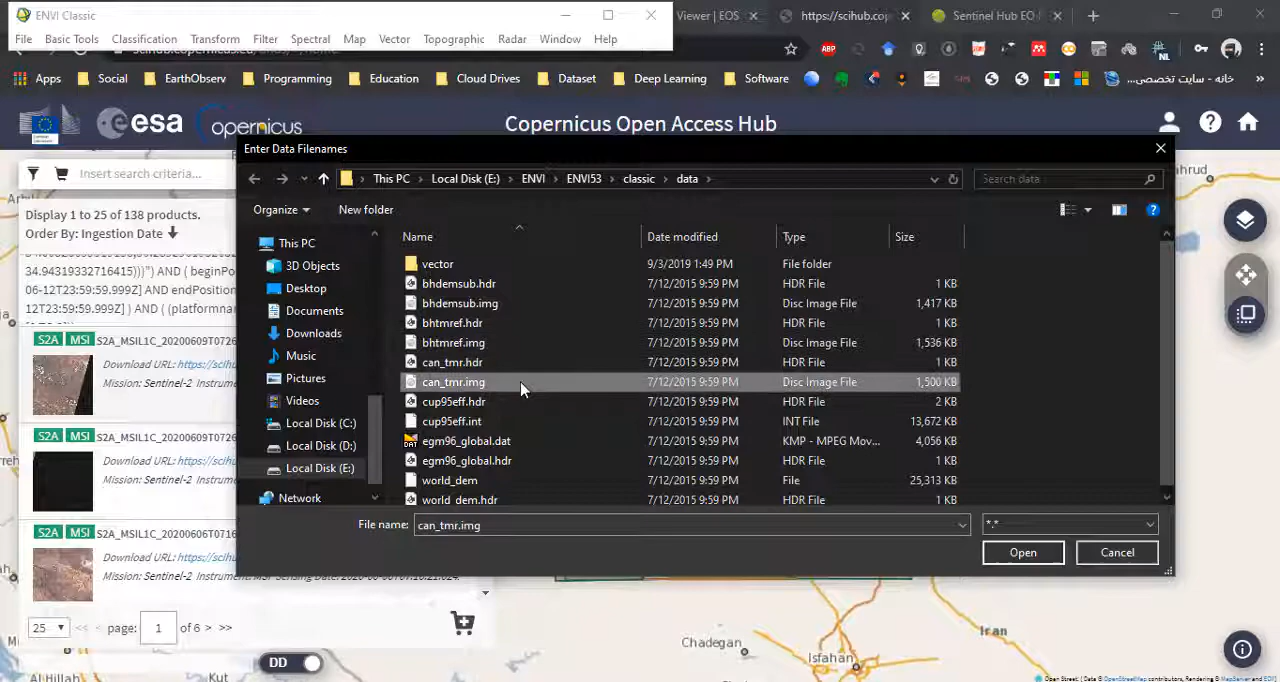 ENVI Classic
File Basic Tools Classification Transform Filter Spectral Map Vector Topographic Radar Window Help
Viewer | EOS
https://scihub.cop
Sentinel Hub EO
ABP
NL
Apps Social EarthObserv Programming Education Cloud Drives Dataset Deep Learning Software
خانه - سایت تخصصی...
esa
opernicus
Copernicus Open Access Hub
Insert search criteria...
Display 1 to 25 of 138 products.
Order By: Ingestion Date
34.94319332716415)))") AND ( beginPo
06-12T23:59:59.999Z] AND endPosition
12T23:59:59.999Z] ) AND ( (platformna
S2A MSI S2A_MSIL1C_20200609T0726
Download URL: https://scihu
Mission: Sentinel-2 Instrume
S2A MSI S2A_MSIL1C_20200609T0726
Download URL: https://scihu
Mission: Sentinel-2 Instrume
S2A MSI S2A_MSIL1C_20200606T0716
Download URL: https://scihu
Mission: Sentinel-2
25 page: 1 of 6 > >>
DD
Enter Data Filenames
This PC › Local Disk (E:) › ENVI › ENVI53 › classic › data ›
Search data
Organize New folder
This PC
3D Objects
Desktop
Documents
Downloads
Music
Pictures
Videos
Local Disk (C:)
Local Disk (D:)
Local Disk (E:)
Network
Name Date modified Type Size
vector 9/3/2019 1:49 PM File folder
bhdemsub.hdr 7/12/2015 9:59 PM HDR File 1 KB
bhdemsub.img 7/12/2015 9:59 PM Disc Image File 1,417 KB
bhtmref.hdr 7/12/2015 9:59 PM HDR File 1 KB
bhtmref.img 7/12/2015 9:59 PM Disc Image File 1,536 KB
can_tmr.hdr 7/12/2015 9:59 PM HDR File 1 KB
can_tmr.img 7/12/2015 9:59 PM Disc Image File 1,500 KB
cup95eff.hdr 7/12/2015 9:59 PM HDR File 2 KB
cup95eff.int 7/12/2015 9:59 PM INT File 13,672 KB
egm96_global.dat 7/12/2015 9:59 PM KMP - MPEG Mov... 4,056 KB
egm96_global.hdr 7/12/2015 9:59 PM HDR File 1 KB
world_dem 7/12/2015 9:59 PM File 25,313 KB
world_dem.hdr 7/12/2015 9:59 PM HDR File 1 KB
File name: can_tmr.img
*.*
Open Cancel
ahrud
Chadegan
Isfahan
Iran
Al Hillah
Kut